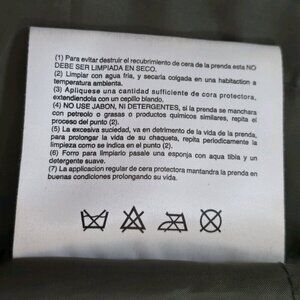 (1) Para evitar destruir el recubrimiento de cera de la prenda esta NO
DEBE SER LIMPIADA EN SECO.
(2) Limpiar con agua fria, y secarla colgada en una habitaction a
temperatura ambiente.
(3) Apliquese una cantidad sufficiente de cera protectora,
extendiendola con un cepillo blando.
(4) NO USE JABON, NI DETERGENTES, si la prenda se manchara
con petreolo o grasas o productos quimicos similares, repita el
proceso del punto (2).
(5) La excesiva suciedad, va en detrimento de la vida de la prenda,
para prolongar la vida de su chaqueta, repita periodicamente la
limpieza como se indica en el punto (2).
(6) Forro para limpiarlo pasale una esponja con aqua tibia y un
detergente suave.
(7) La applicacion regular de cera protectora mantandra la prenda en
buenas condiciones prolongando su vida.